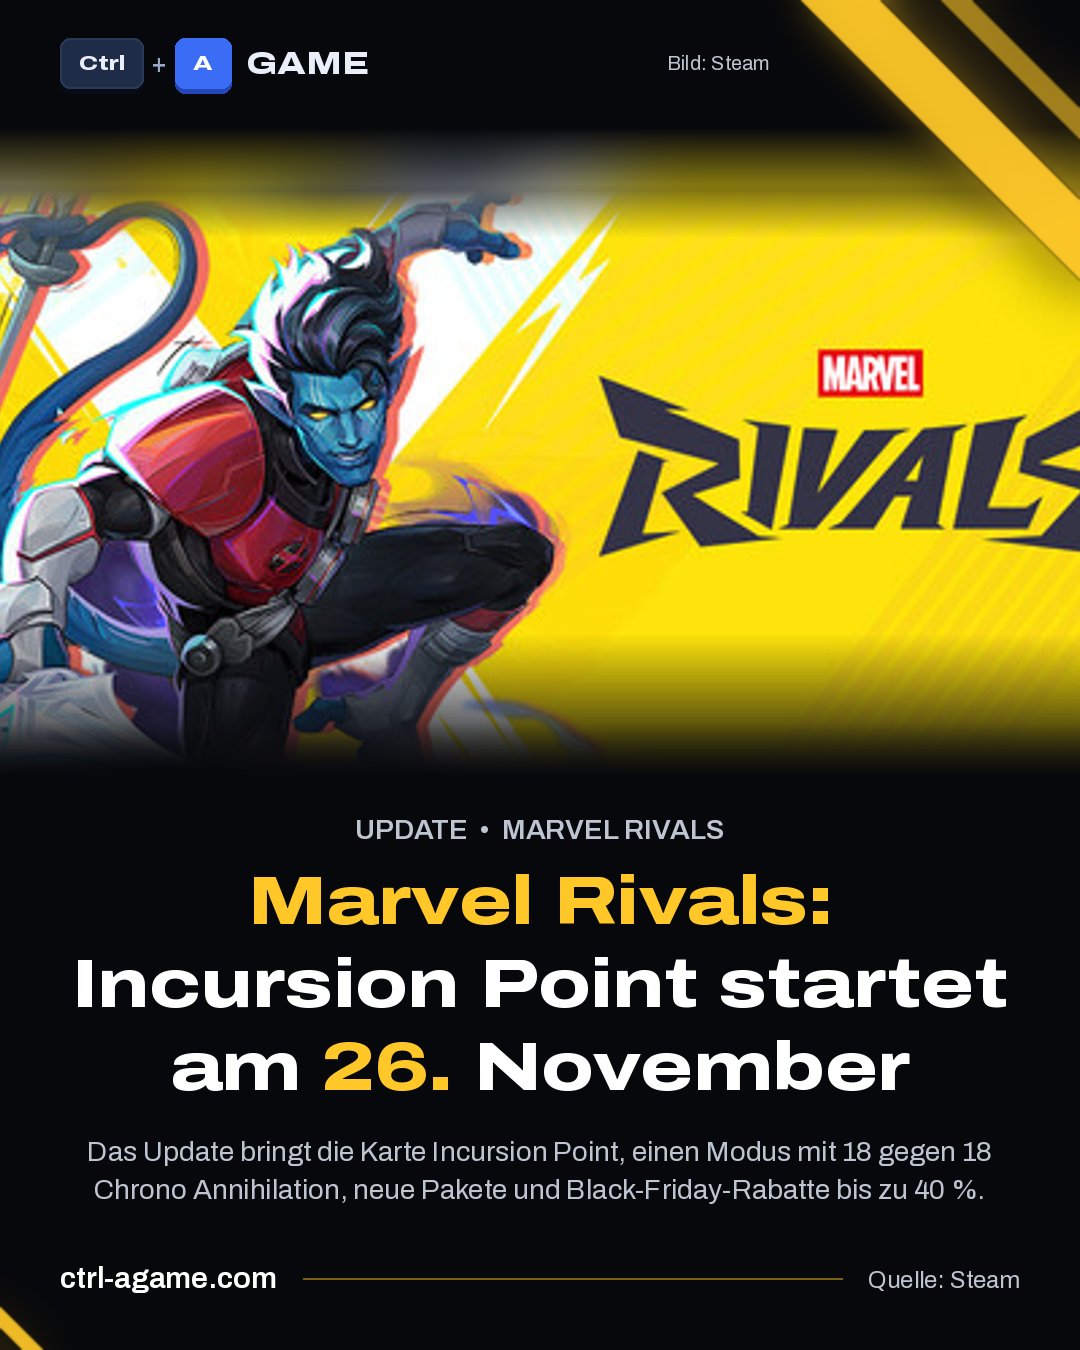 Ctrl + A GAME
Bild: Steam
MARVEL
RIVALS
UPDATE • MARVEL RIVALS
Marvel Rivals:
Incursion Point startet
am 26. November
Das Update bringt die Karte Incursion Point, einen Modus mit 18 gegen 18
Chrono Annihilation, neue Pakete und Black-Friday-Rabatte bis zu 40 %.
ctrl-agame.com
Quelle: Steam